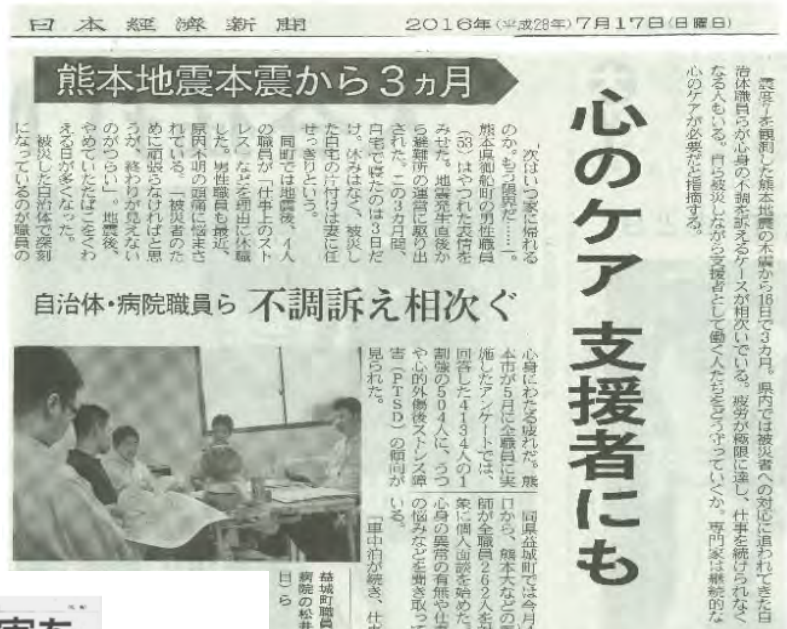 日本経済新聞
2016年(平成28年)7月17日(日曜日)
熊本地震本震から3ヵ月
心のケア 支援者にも
自治体・病院職員ら 不調訴え相次ぐ
震度7を観測した熊本地震の本震から16日で3カ月。県内では被災者への対応に追われてきた自
治体職員らが心身の不調を訴えるケースが相次いでいる。疲労が極限に達し、仕事を続けられなく
なる人もいる。自ら被災しながら支援者として働く人たちをどう守っていくか。専門家は継続的な
心のケアが必要だと指摘する。
「次はいつ家に帰れる
のか。もう限界だ……」。
熊本県御船町の男性職員
(53)はやつれた表情を
みせた。地震発生直後か
ら避難所の運営に駆り出
された。この3カ月間、
自宅で寝たのは3日だ
け。休みはなく、被災し
た自宅の片付けは妻に任
せっきりという。
同町では地震後、4人
の職員が「仕事上のスト
レス」などを理由に休職
した。男性職員も最近、
原因不明の頭痛に悩まさ
れている。「被災者のた
めに頑張らなければと思
うが、終わりが見えない
のがつらい」。地震後、
やめていたたばこをくわ
える日が多くなった。
被災した自治体で深刻
になっているのが職員の
心身にわたる疲れだ。熊
本市が5月に全職員に実
施したアンケートでは、
回答した4134人の1
割強の504人に、うつ
や心的外傷後ストレス障
害(PTSD)の傾向が
見られた。
同県益城町では今月
口から、熊本大などの医
師が全職員262人を対
象に個人面談を始めた。
心身の異常の有無や仕事
の悩みなどを聞き取って
いる。
「車中泊が続き、仕
益城町職員
病院の松井
日)ら